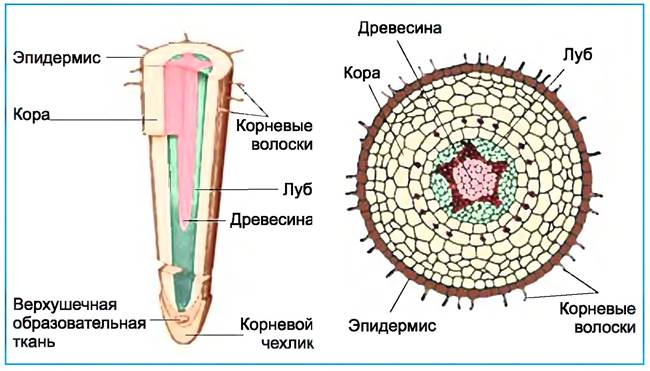 Эпидермис
Кора
Корневые
волоски
Луб
Древесина
Верхушечная
образовательная
ткань
Корневой
чехлик
Древесина
Луб
Кора
Эпидермис
Корневые
волоски